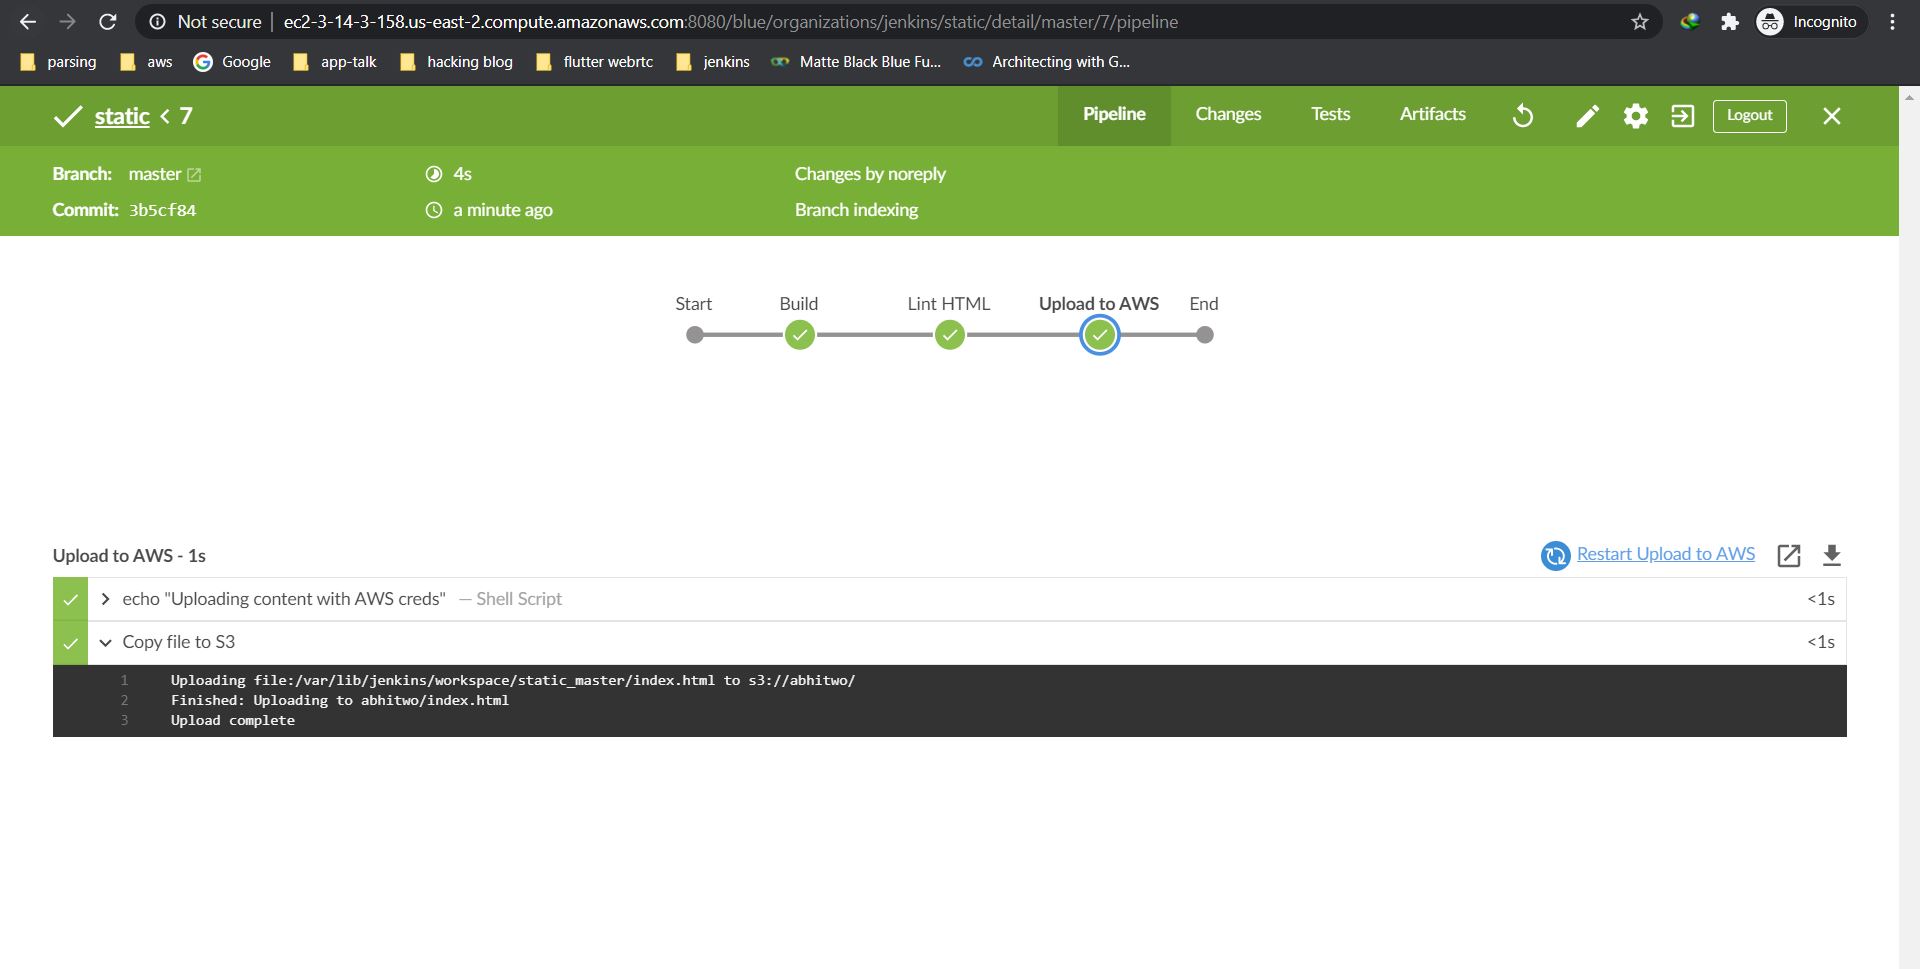 Not secure | ec2-3-14-3-158.us-east-2.compute.amazonaws.com:8080/blue/organizations/jenkins/static/detail/master/7/pipeline Incognito
parsing aws Google app-talk hacking blog flutter webrtc jenkins Matte Black Blue Fu... Architecting with G...
static < 7 Pipeline Changes Tests Artifacts Logout
Branch: master 4s Changes by noreply
Commit: 3b5cf84 a minute ago Branch indexing
Start Build Lint HTML Upload to AWS End
Upload to AWS - 1s Restart Upload to AWS
echo "Uploading content with AWS creds" — Shell Script <1s
Copy file to S3 <1s
1 Uploading file:/var/lib/jenkins/workspace/static_master/index.html to s3://abhitwo/
2 Finished: Uploading to abhitwo/index.html
3 Upload complete